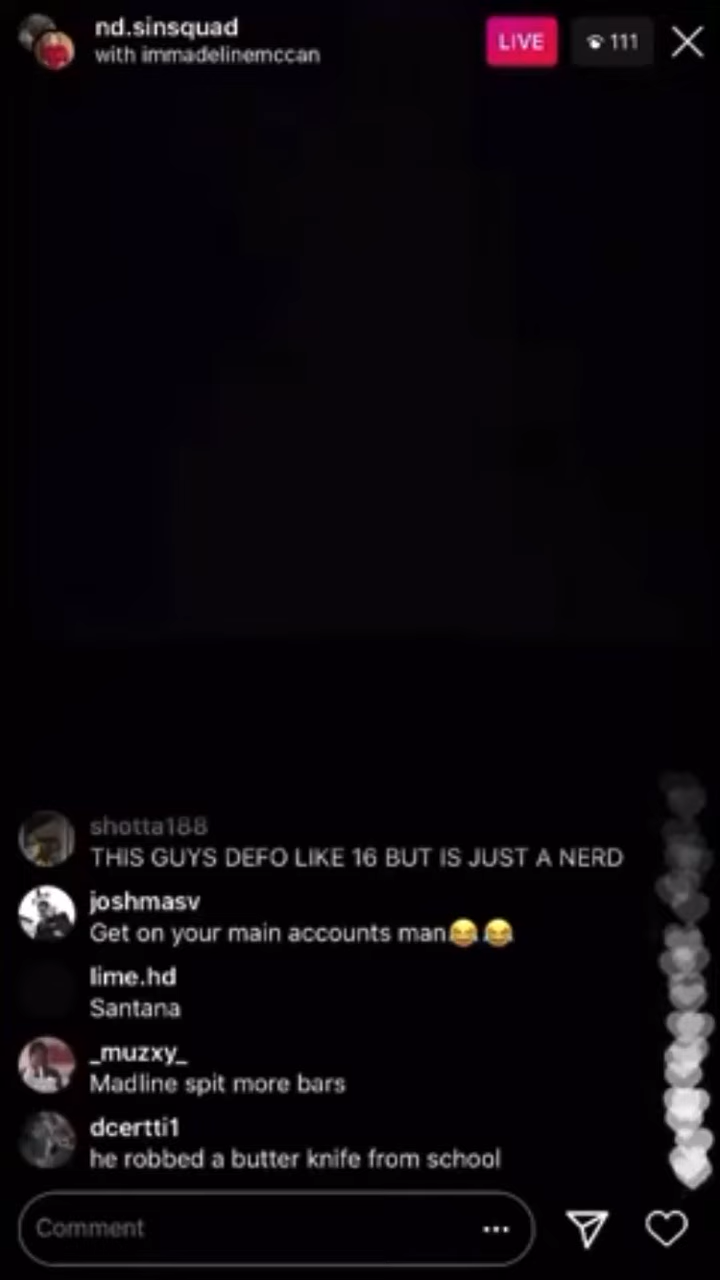 nd.sinsquad
with immadelinemccan
LIVE
111
shotta188
THIS GUYS DEFO LIKE 16 BUT IS JUST A NERD
joshmasv
Get on your main accounts man😂😂
lime.hd
Santana
_muzxy_
Madline spit more bars
dcertti1
he robbed a butter knife from school
Comment